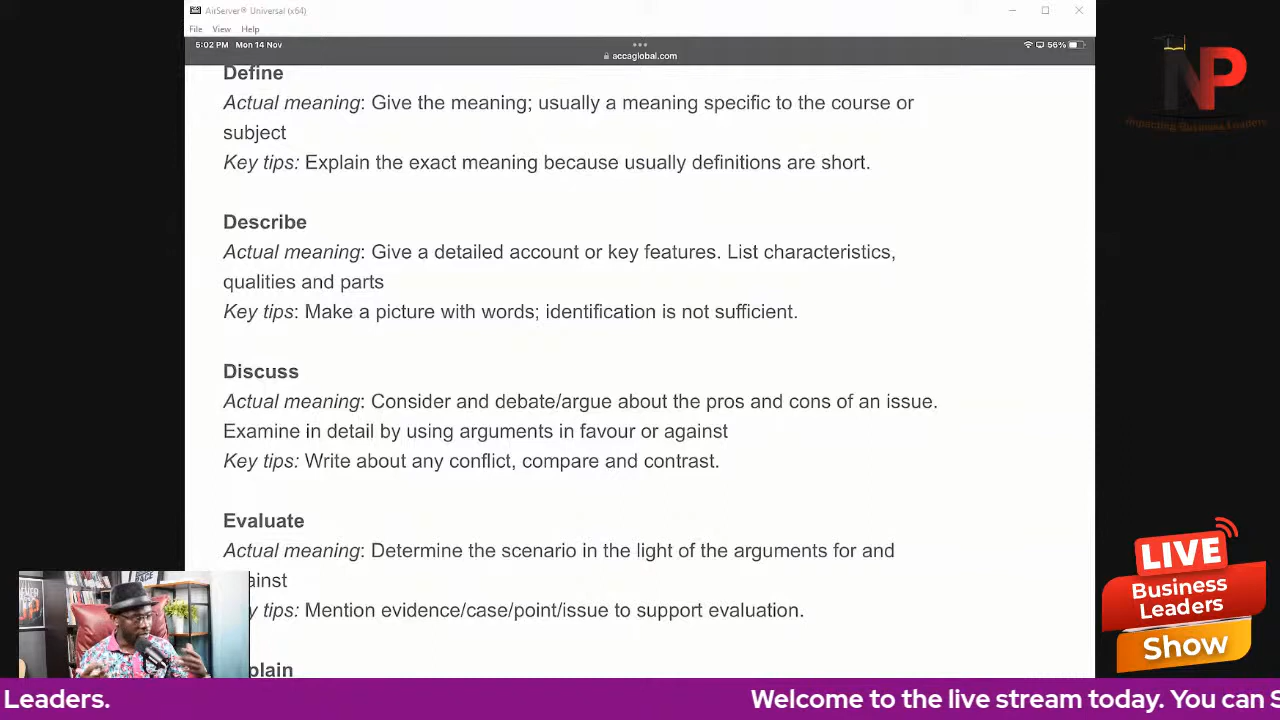 AirServer® Universal (x64)
File View Help
5:02 PM Mon 14 Nov
56%
accaglobal.com
Define
Actual meaning: Give the meaning; usually a meaning specific to the course or
subject
Key tips: Explain the exact meaning because usually definitions are short.
Describe
Actual meaning: Give a detailed account or key features. List characteristics,
qualities and parts
Key tips: Make a picture with words; identification is not sufficient.
Discuss
Actual meaning: Consider and debate/argue about the pros and cons of an issue.
Examine in detail by using arguments in favour or against
Key tips: Write about any conflict, compare and contrast.
Evaluate
Actual meaning: Determine the scenario in the light of the arguments for and
ainst
y tips: Mention evidence/case/point/issue to support evaluation.
plain
NP
Impacting Business Leaders
LIVE
Business
Leaders
Show
Leaders.
Welcome to the live stream today. You can S